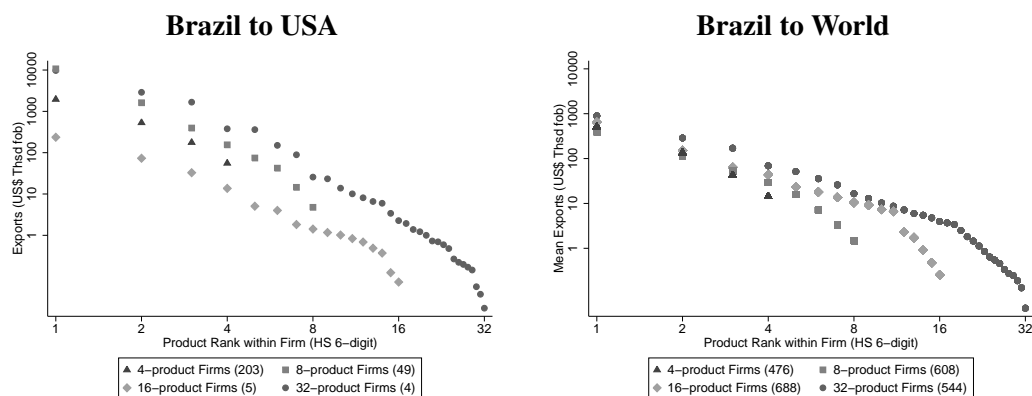 Brazil to USA
Exports (US$ Thsd fob)
10000
1000
100
10
1
1 2 4 8 16 32
Product Rank within Firm (HS 6−digit)
4−product Firms (203) 8−product Firms (49)
16−product Firms (5) 32−product Firms (4)
Brazil to World
Mean Exports (US$ Thsd fob)
10000
1000
100
10
1
1 2 4 8 16 32
Product Rank within Firm (HS 6−digit)
4−product Firms (476) 8−product Firms (608)
16−product Firms (688) 32−product Firms (544)